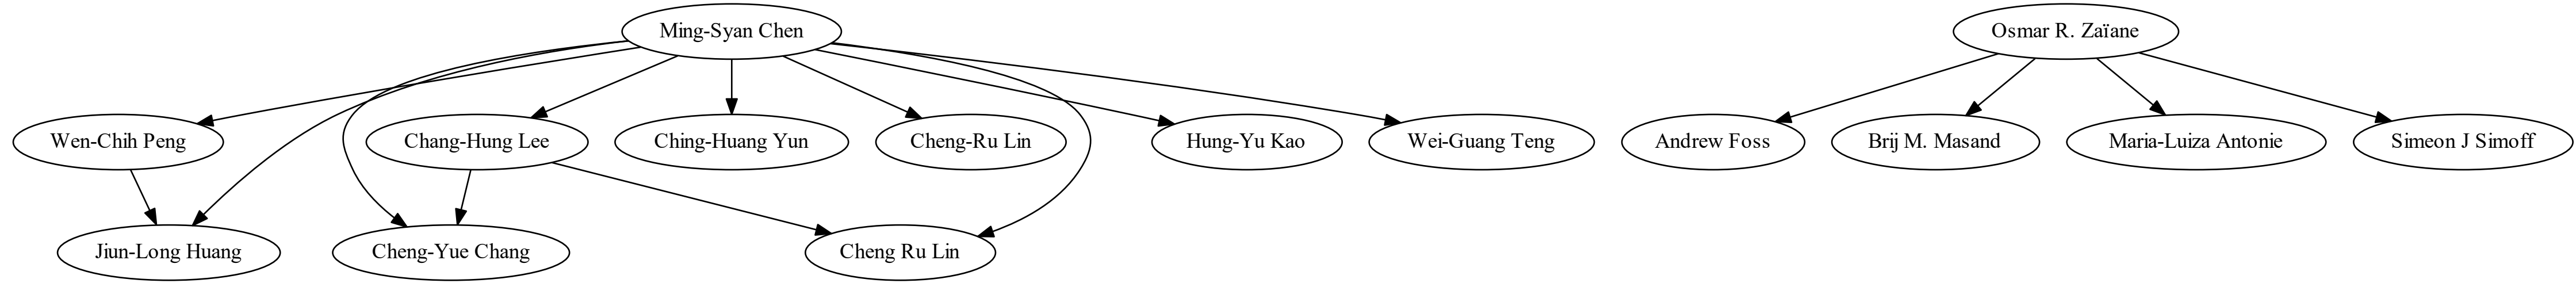 Ming-Syan Chen
Osmar R. Zaïane
Wen-Chih Peng
Chang-Hung Lee
Ching-Huang Yun
Cheng-Ru Lin
Hung-Yu Kao
Wei-Guang Teng
Andrew Foss
Brij M. Masand
Maria-Luiza Antonie
Simeon J Simoff
Jiun-Long Huang
Cheng-Yue Chang
Cheng Ru Lin